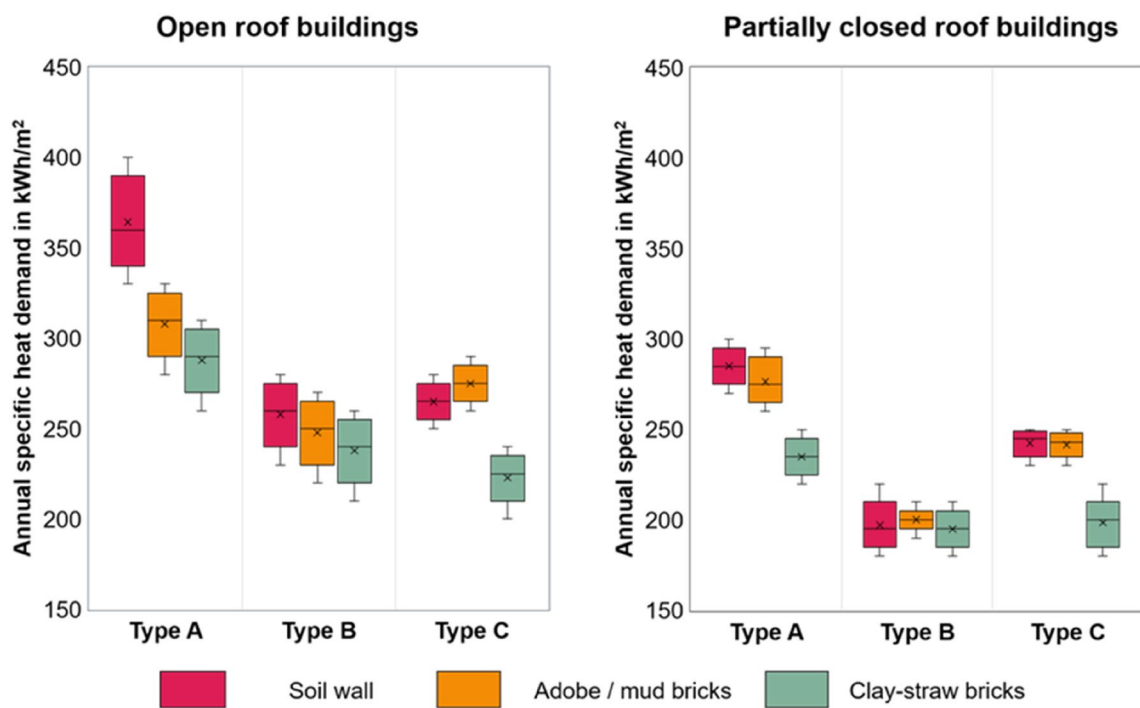 Open roof buildings
Partially closed roof buildings
Annual specific heat demand in kWh/m²
450
400
350
300
250
200
150
Type A
Type B
Type C
Annual specific heat demand in kWh/m²
450
400
350
300
250
200
150
Type A
Type B
Type C
Soil wall
Adobe / mud bricks
Clay-straw bricks